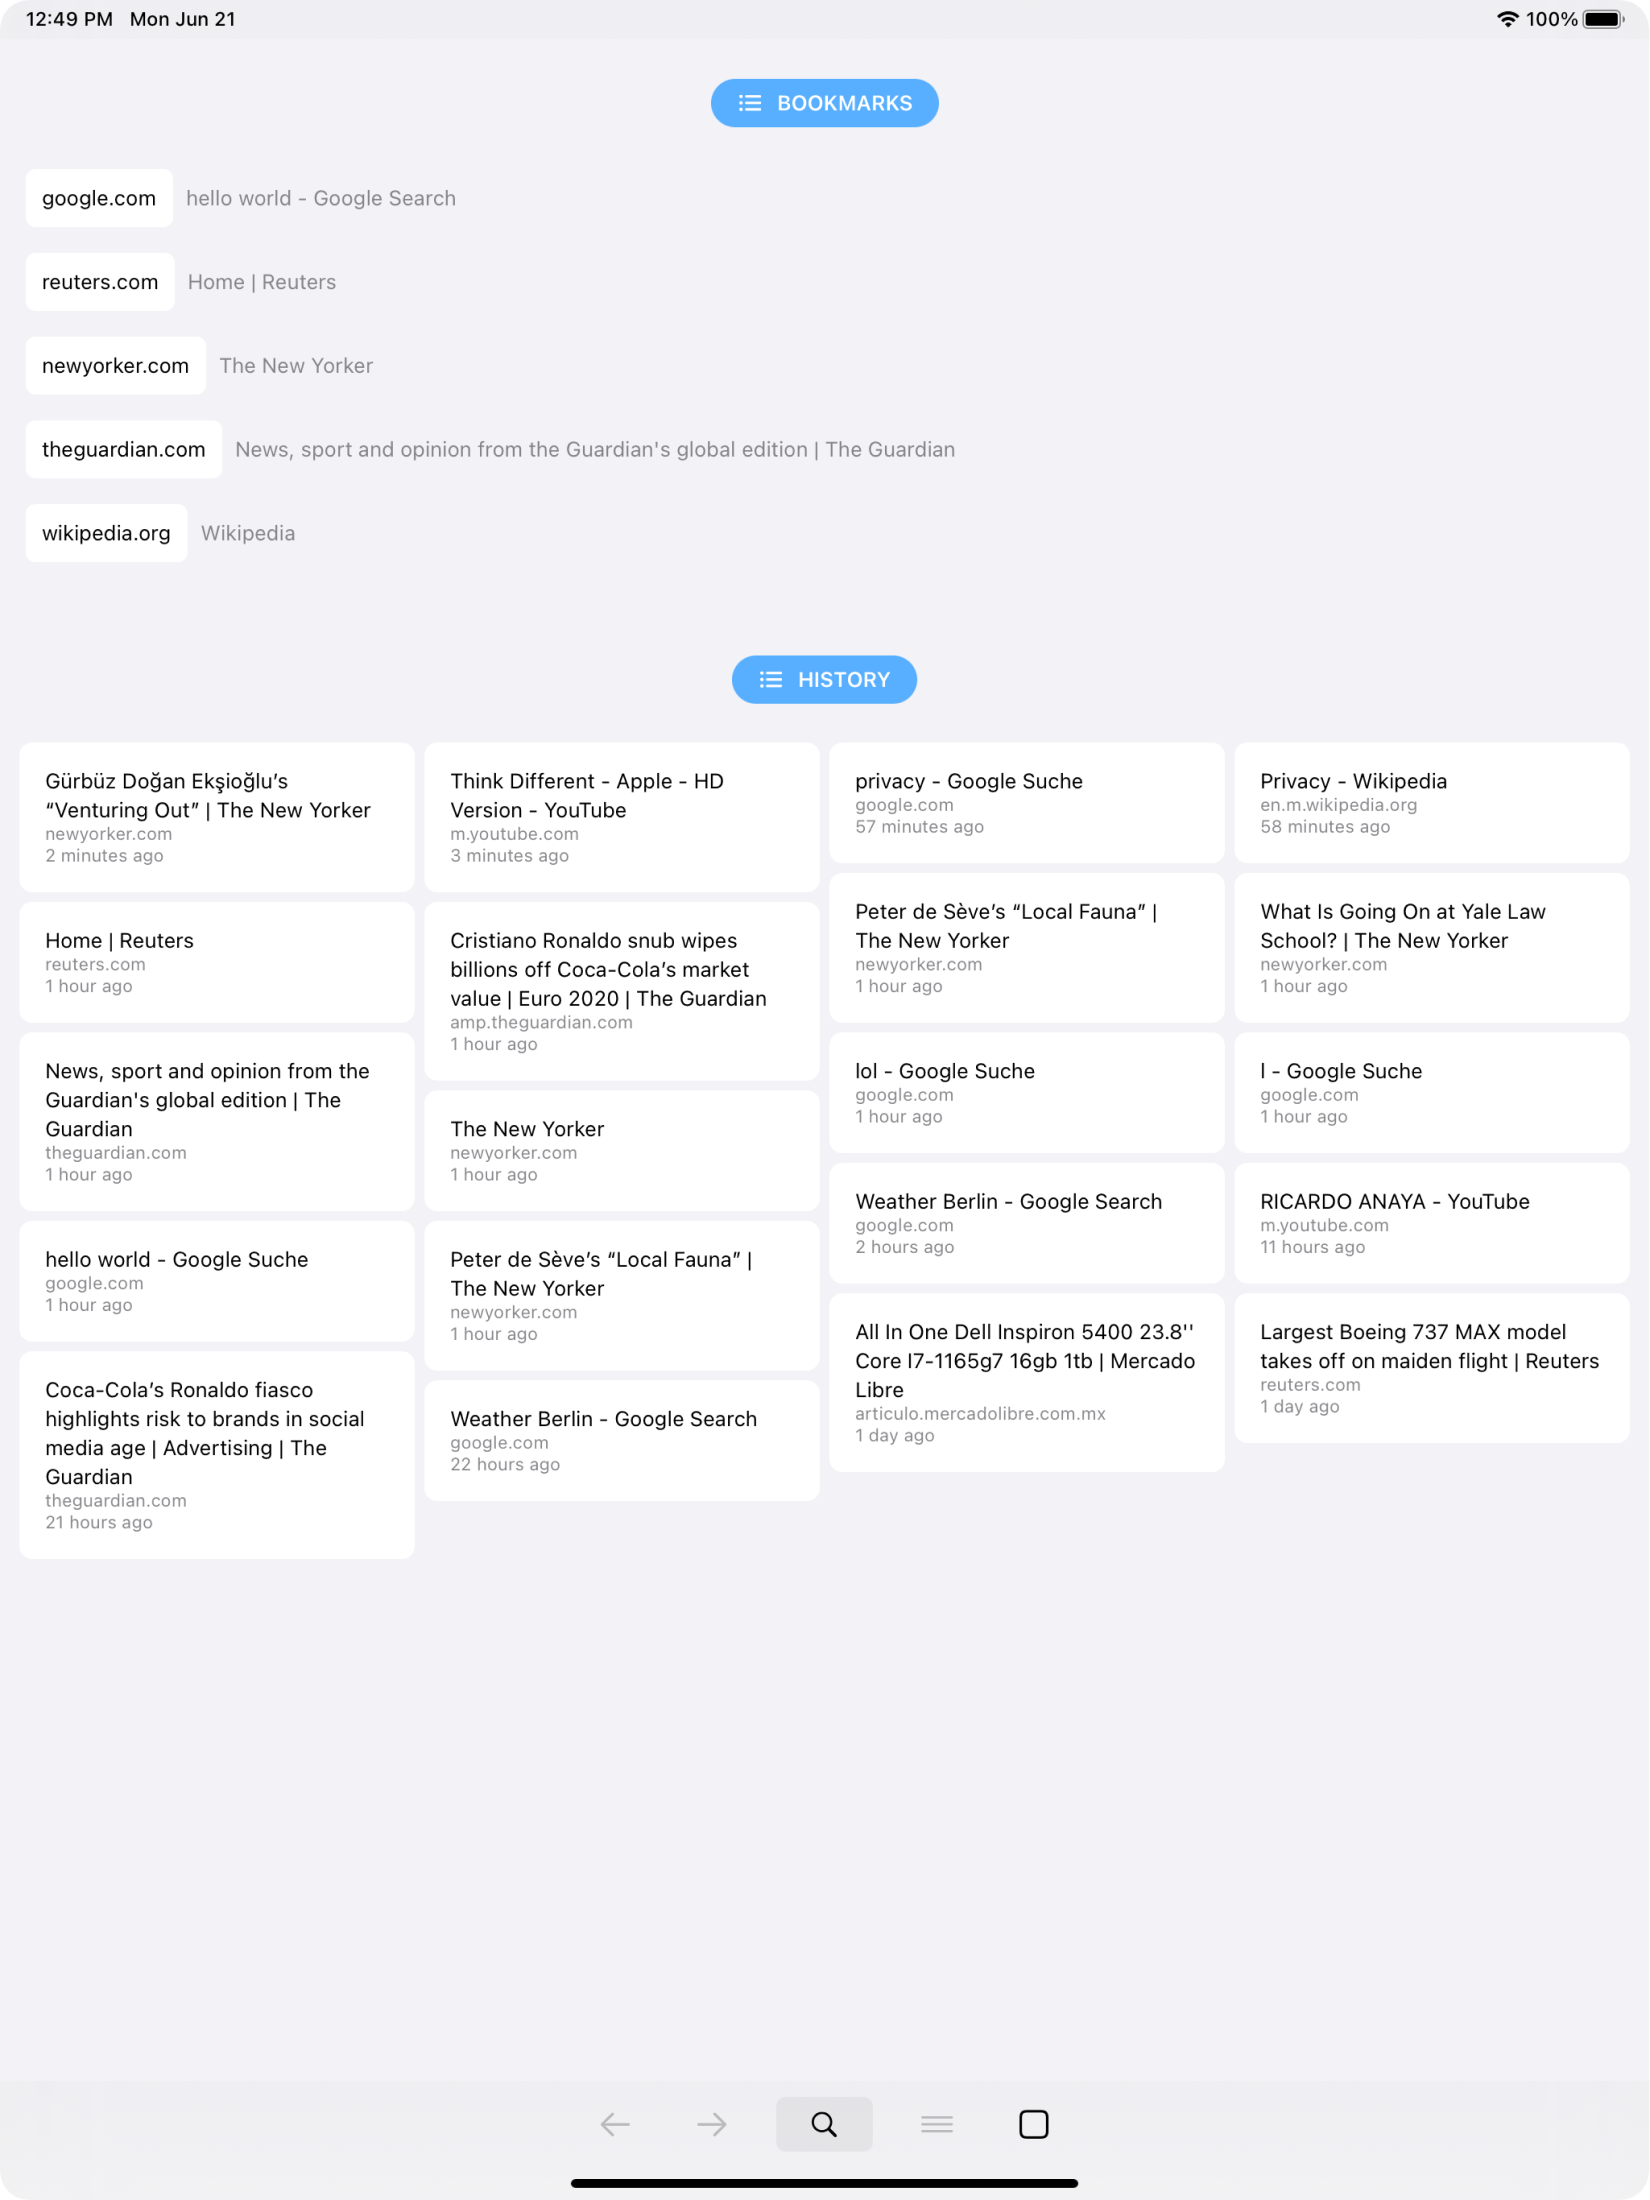 12:49 PM Mon Jun 21
100%
BOOKMARKS
google.com hello world - Google Search
reuters.com Home | Reuters
newyorker.com The New Yorker
theguardian.com News, sport and opinion from the Guardian's global edition | The Guardian
wikipedia.org Wikipedia
HISTORY
Gürbüz Doğan Ekşioğlu’s
“Venturing Out” | The New Yorker
newyorker.com
2 minutes ago
Home | Reuters
reuters.com
1 hour ago
News, sport and opinion from the
Guardian's global edition | The
Guardian
theguardian.com
1 hour ago
hello world - Google Suche
google.com
1 hour ago
Coca-Cola’s Ronaldo fiasco
highlights risk to brands in social
media age | Advertising | The
Guardian
theguardian.com
21 hours ago
Think Different - Apple - HD
Version - YouTube
m.youtube.com
3 minutes ago
Cristiano Ronaldo snub wipes
billions off Coca-Cola’s market
value | Euro 2020 | The Guardian
amp.theguardian.com
1 hour ago
The New Yorker
newyorker.com
1 hour ago
Peter de Sève’s “Local Fauna” |
The New Yorker
newyorker.com
1 hour ago
Weather Berlin - Google Search
google.com
22 hours ago
privacy - Google Suche
google.com
57 minutes ago
Peter de Sève’s “Local Fauna” |
The New Yorker
newyorker.com
1 hour ago
lol - Google Suche
google.com
1 hour ago
Weather Berlin - Google Search
google.com
2 hours ago
All In One Dell Inspiron 5400 23.8''
Core I7-1165g7 16gb 1tb | Mercado
Libre
articulo.mercadolibre.com.mx
1 day ago
Privacy - Wikipedia
en.m.wikipedia.org
58 minutes ago
What Is Going On at Yale Law
School? | The New Yorker
newyorker.com
1 hour ago
l - Google Suche
google.com
1 hour ago
RICARDO ANAYA - YouTube
m.youtube.com
11 hours ago
Largest Boeing 737 MAX model
takes off on maiden flight | Reuters
reuters.com
1 day ago